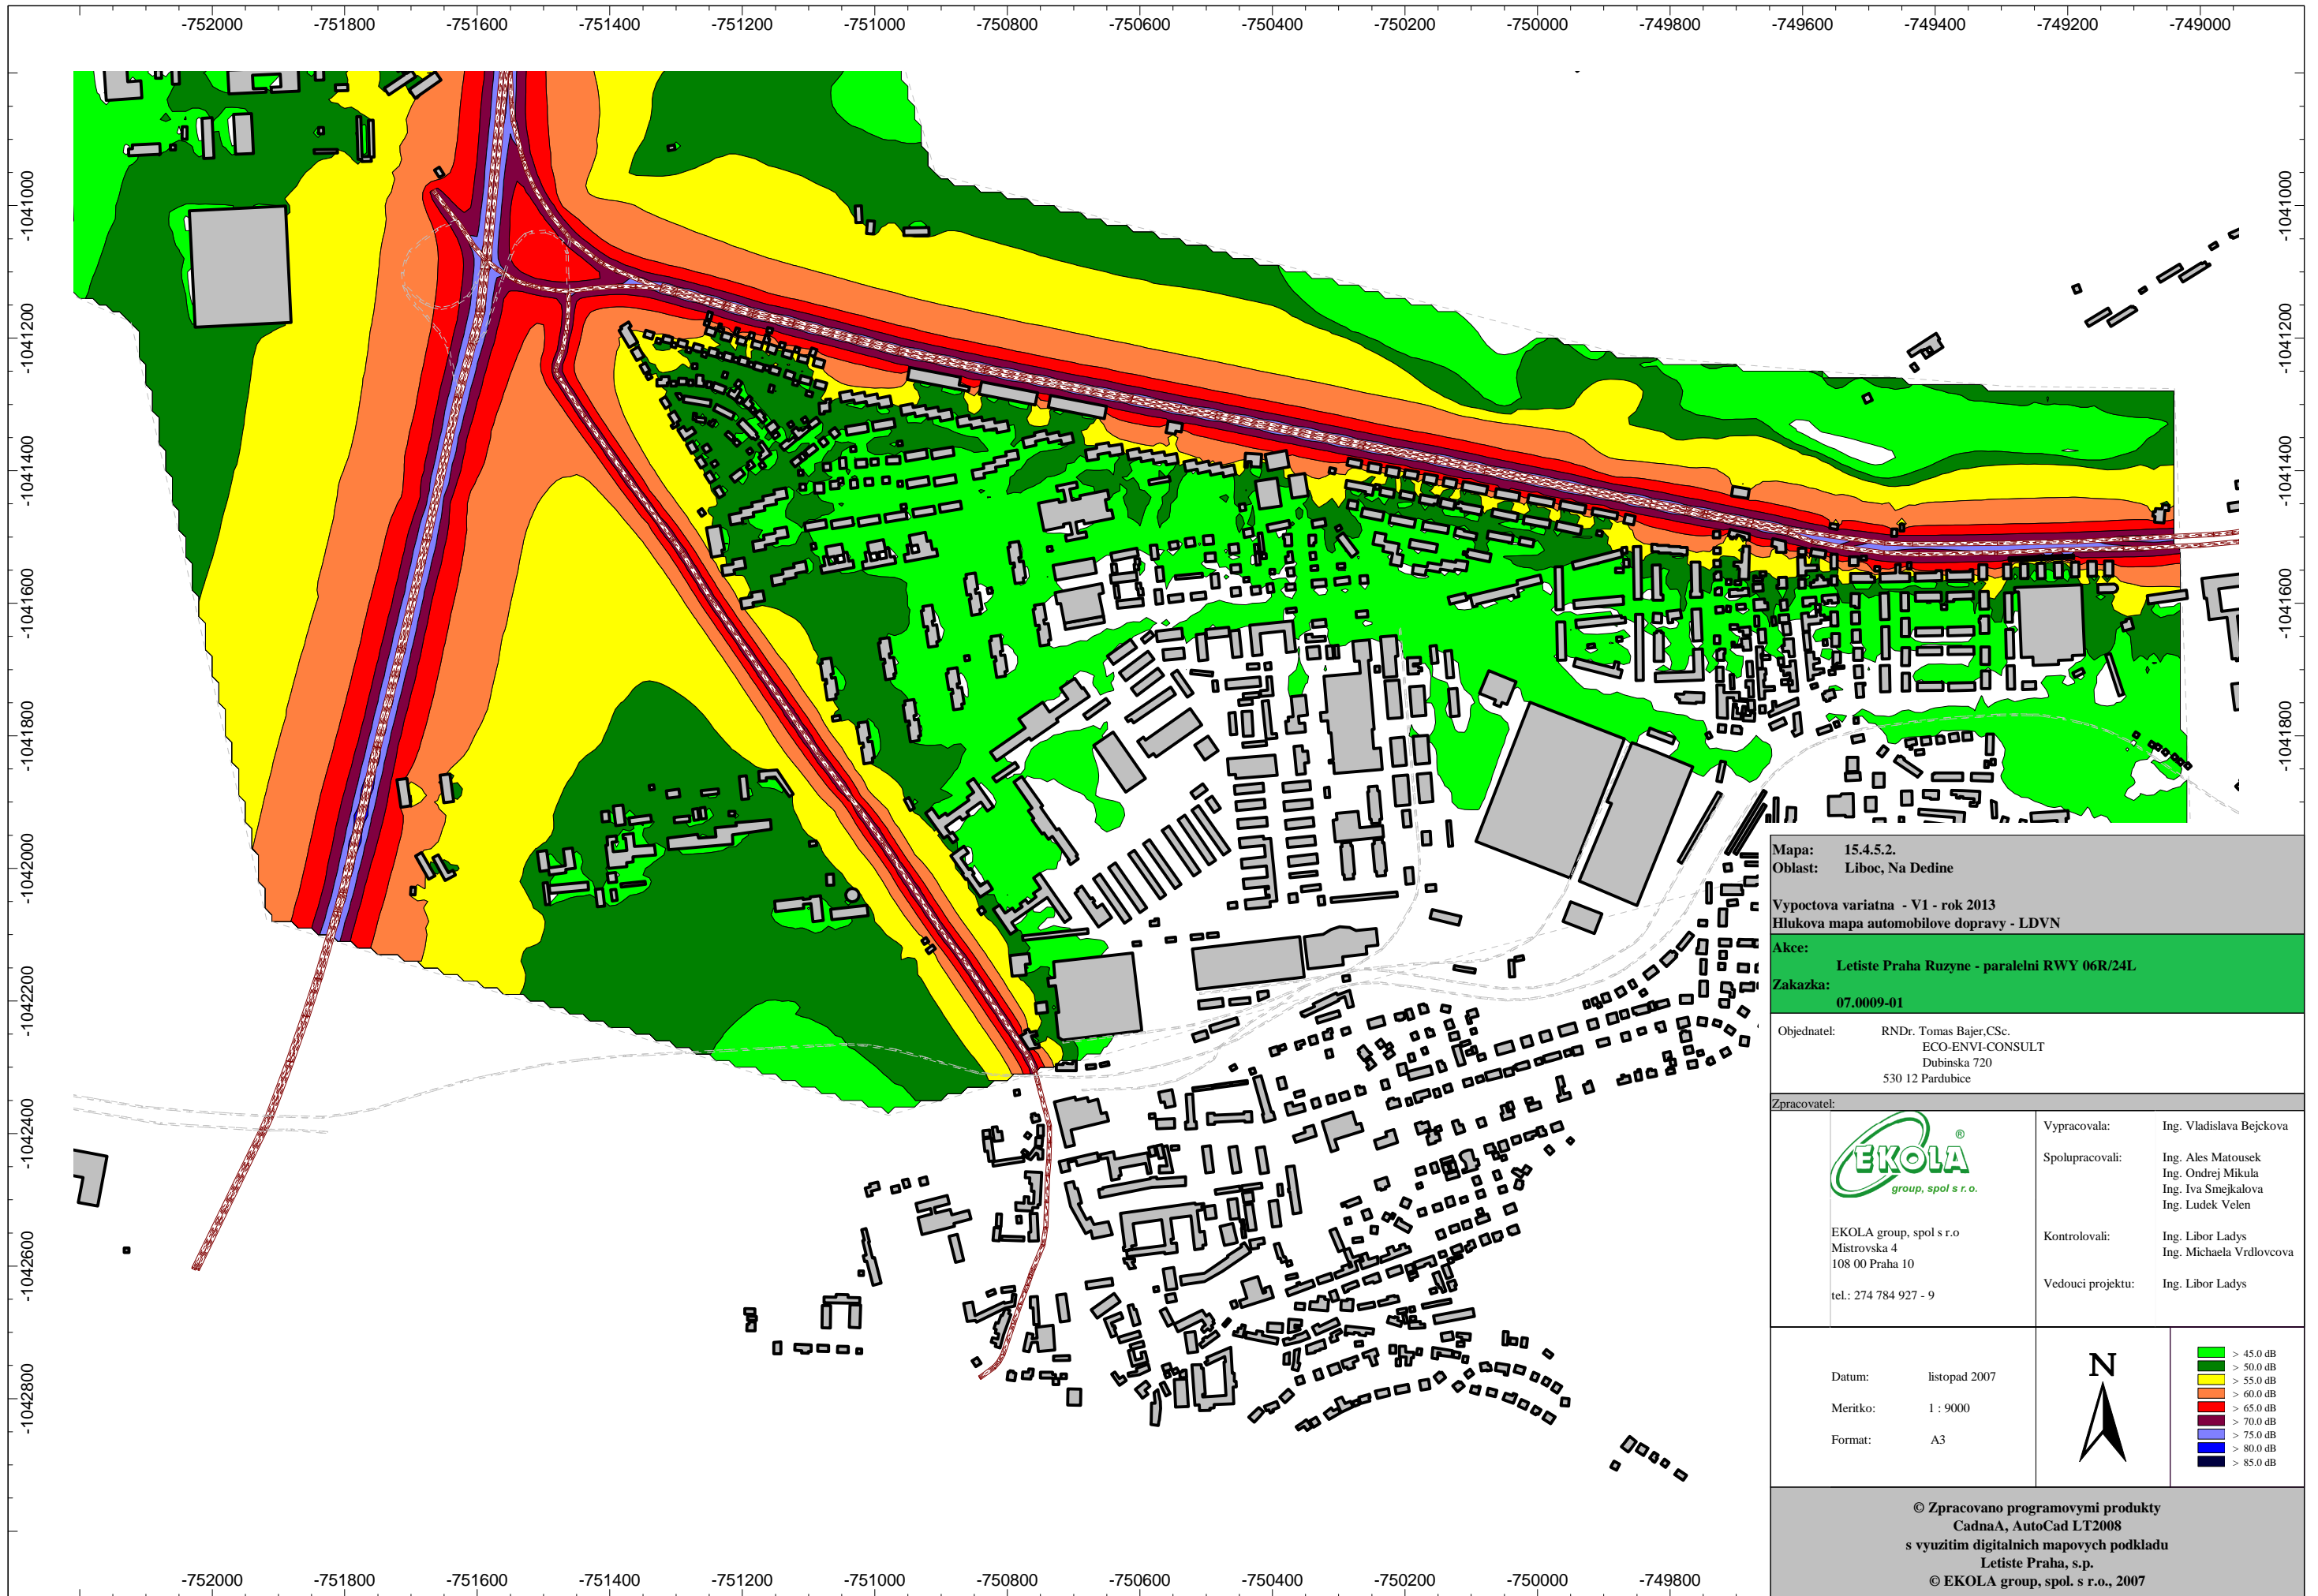 -752000 -751800 -751600 -751400 -751200 -751000 -750800 -750600 -750400 -750200 -750000 -749800 -749600 -749400 -749200 -749000
-1041000
-1041200
-1041400
-1041600
-1041800
-1042000
-1042200
-1042400
-1042600
-1042800
-1041000
-1041200
-1041400
-1041600
-1041800
Mapa: 15.4.5.2.
Oblast: Liboc, Na Dedine
Vypoctova variatna - V1 - rok 2013
Hlukova mapa automobilove dopravy - LDVN
Akce:
Letiste Praha Ruzyne - paralelni RWY 06R/24L
Zakazka:
07.0009-01
Objednatel: RNDr. Tomas Bajer,CSc.
ECO-ENVI-CONSULT
Dubinska 720
530 12 Pardubice
Zpracovatel:
EKOLA ®
group, spol s r.o.
EKOLA group, spol s r.o
Mistrovska 4
108 00 Praha 10
tel.: 274 784 927 - 9
Vypracovala: Ing. Vladislava Bejckova
Spolupracovali: Ing. Ales Matousek
Ing. Ondrej Mikula
Ing. Iva Smejkalova
Ing. Ludek Velen
Kontrolovali: Ing. Libor Ladys
Ing. Michaela Vrdlovcova
Vedouci projektu: Ing. Libor Ladys
Datum: listopad 2007
Meritko: 1 : 9000
Format: A3
N
> 45.0 dB
> 50.0 dB
> 55.0 dB
> 60.0 dB
> 65.0 dB
> 70.0 dB
> 75.0 dB
> 80.0 dB
> 85.0 dB
© Zpracovano programovymi produkty
CadnaA, AutoCad LT2008
s vyuzitim digitalnich mapovych podkladu
Letiste Praha, s.p.
© EKOLA group, spol. s r.o., 2007
-752000 -751800 -751600 -751400 -751200 -751000 -750800 -750600 -750400 -750200 -750000 -749800